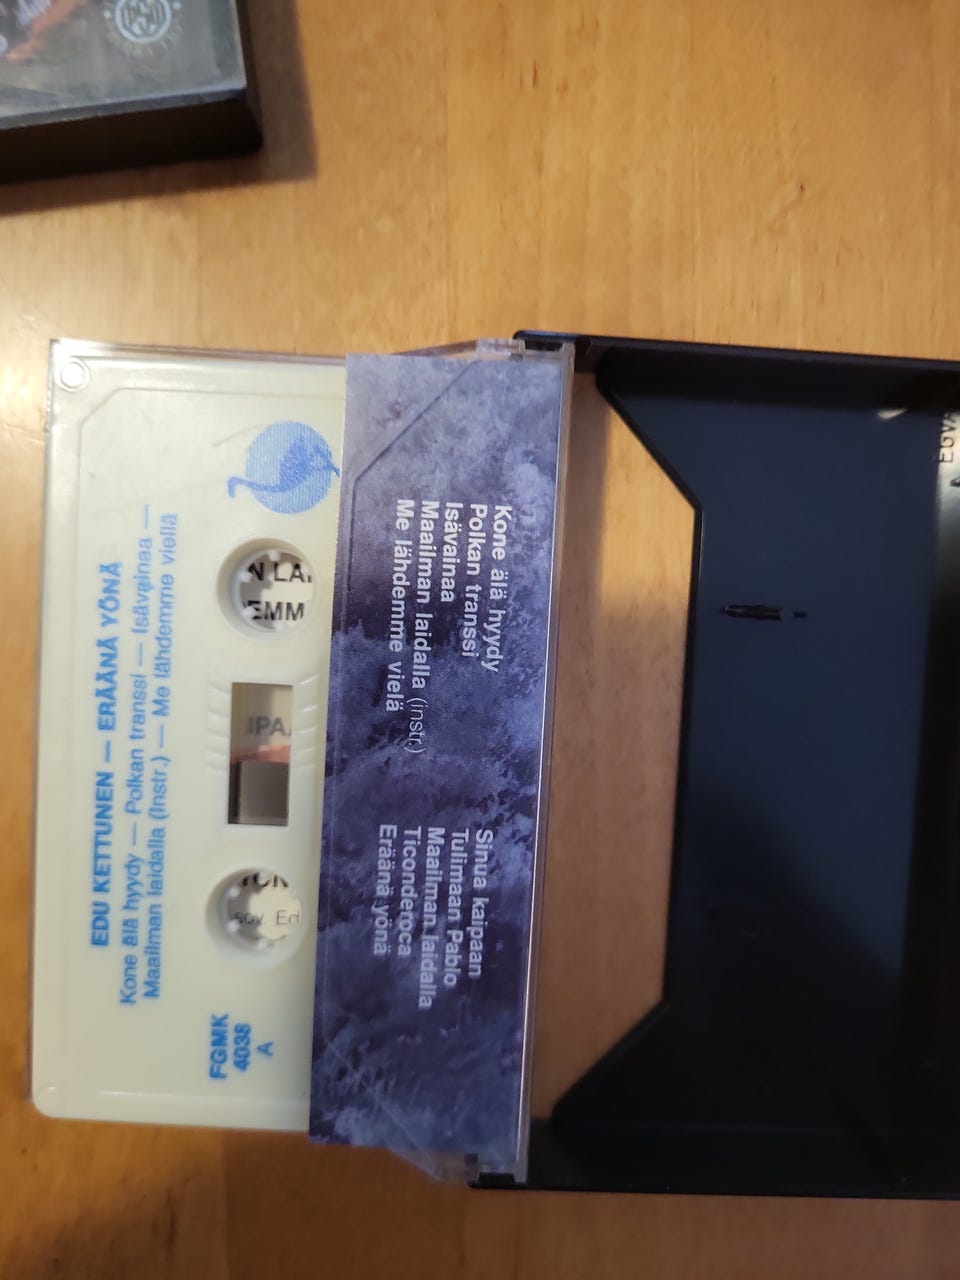 EDU KETTUNEN — ERÄÄNÄ YÖNÄ
Kone älä hyydy — Polkan transsi — Isävainaa —
Maailman laidalla (Instr.) — Me lähdemme vielä
FGMK
4038
A
Kone älä hyydy
Polkan transsi
Isävainaa
Maailman laidalla (instr.)
Me lähdemme vielä
Sinua kaipaan
Tulimaan Pablo
Maailman laidalla
Ticonderoca
Eräänä yönä